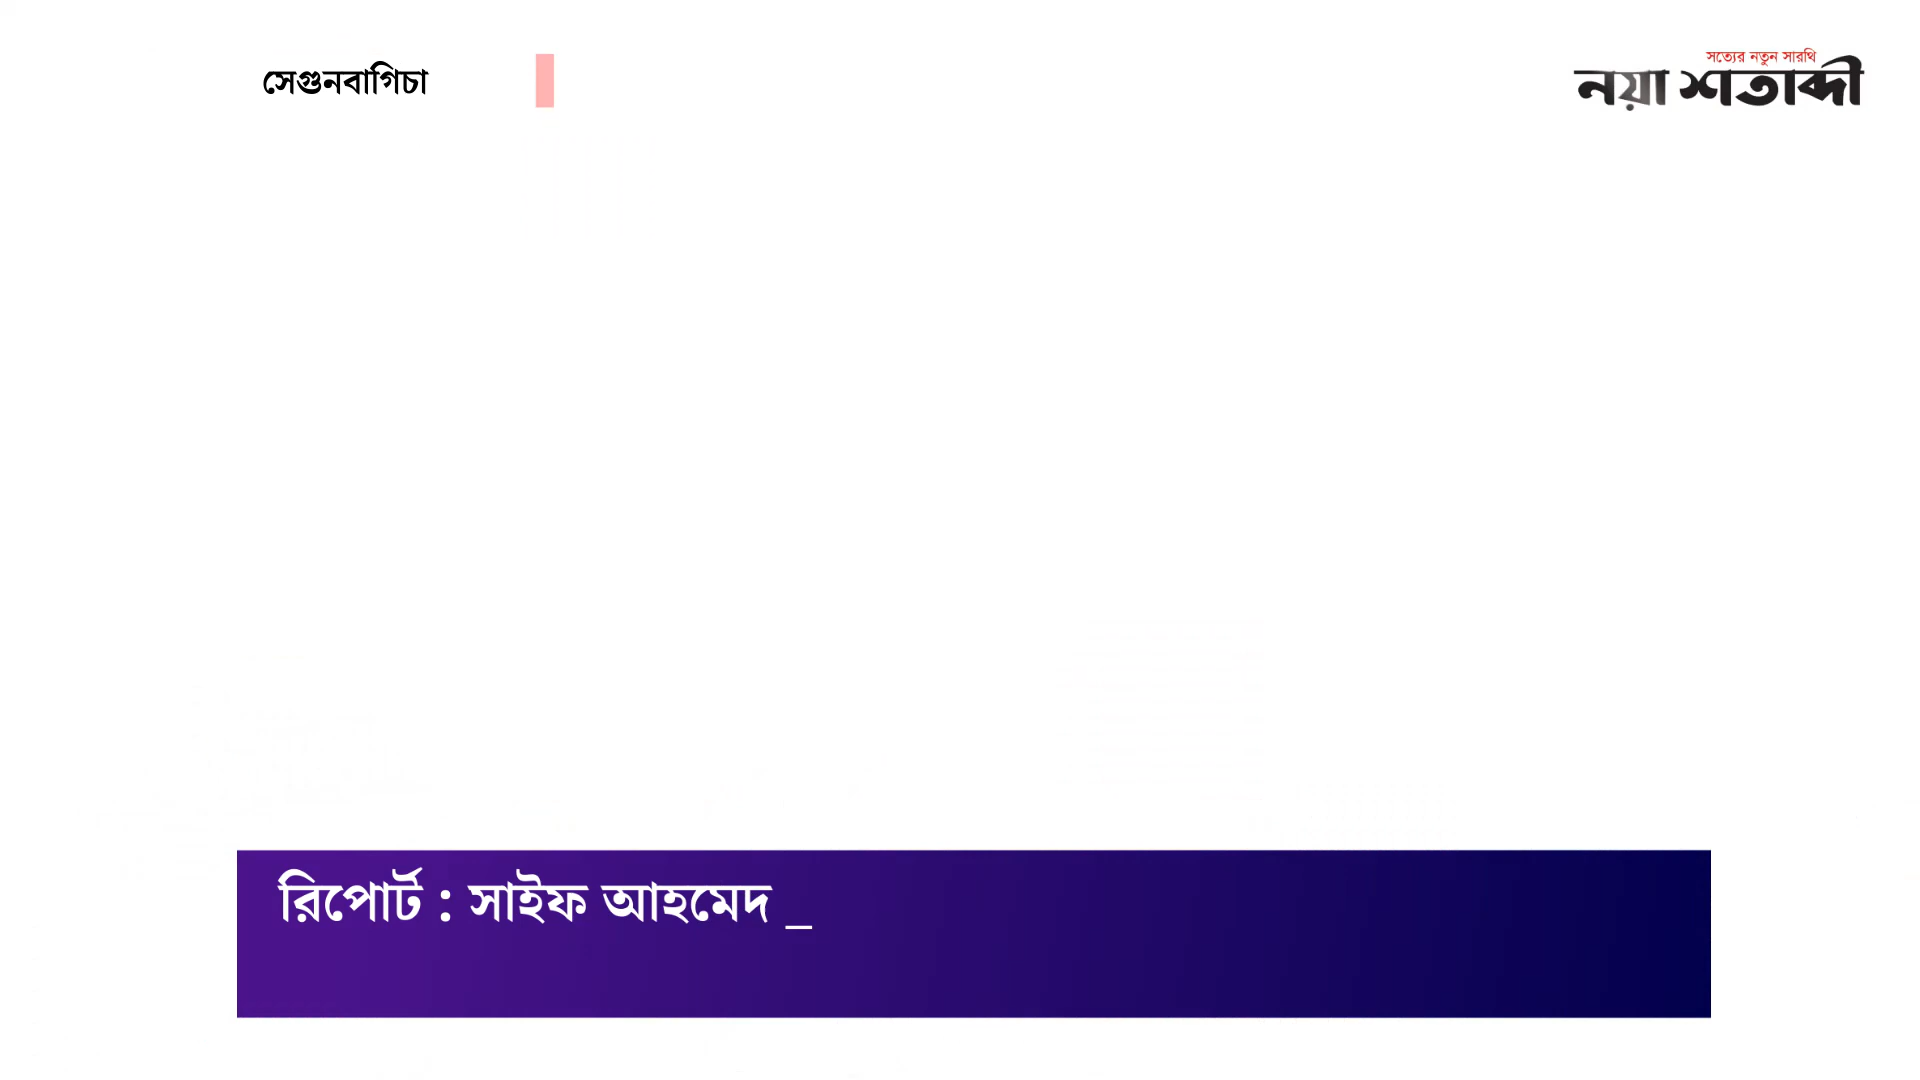 সেগুনবাগিচা
সত্যের নতুন সারথি
নয়া শতাব্দী
রিপোর্ট : সাইফ আহমেদ _